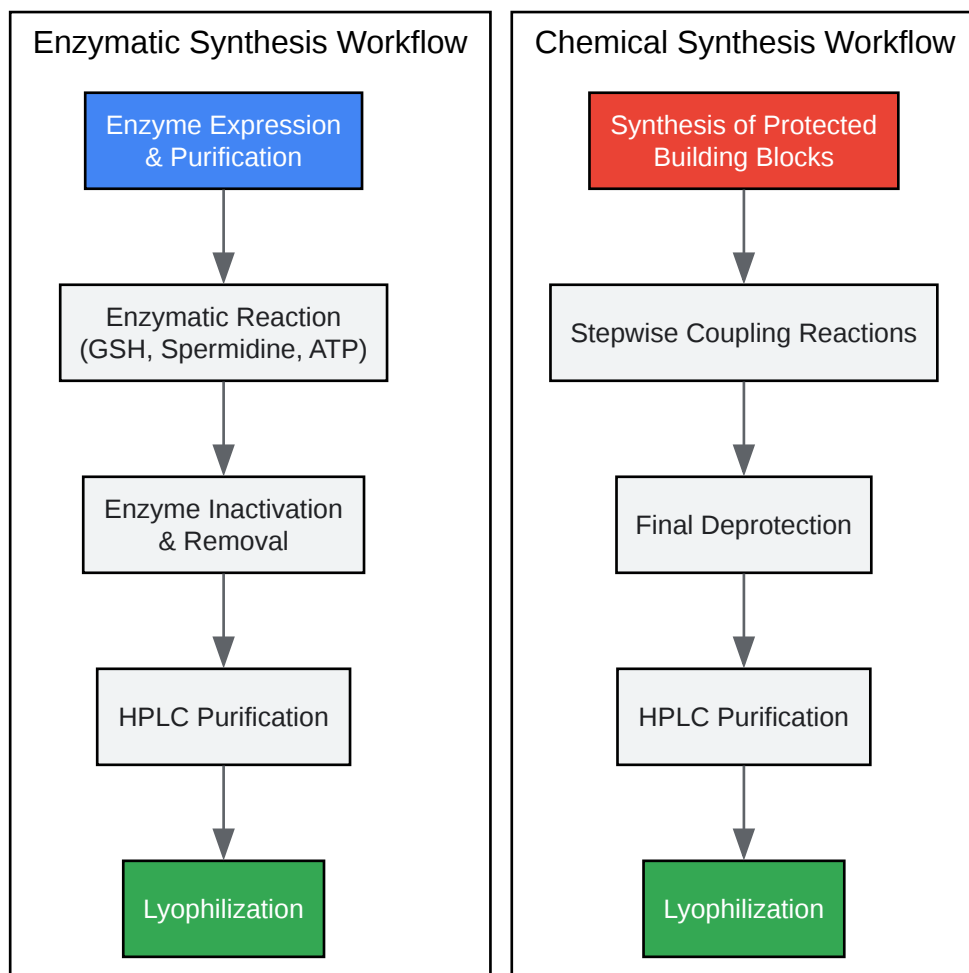 Enzymatic Synthesis Workflow
Enzyme Expression
& Purification
Enzymatic Reaction
(GSH, Spermidine, ATP)
Enzyme Inactivation
& Removal
HPLC Purification
Lyophilization
Chemical Synthesis Workflow
Synthesis of Protected
Building Blocks
Stepwise Coupling Reactions
Final Deprotection
HPLC Purification
Lyophilization